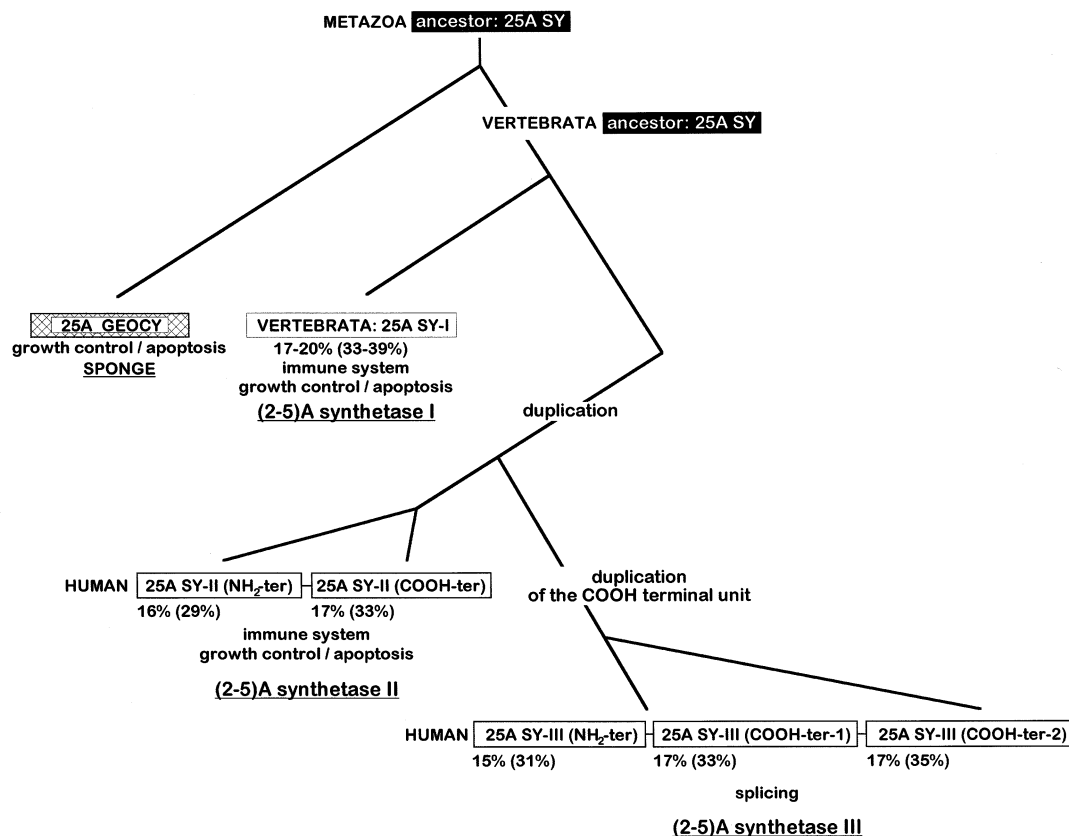 METAZOA ancestor: 25A SY
VERTEBRATA ancestor: 25A SY
25A GEOCY
growth control / apoptosis
SPONGE
VERTEBRATA: 25A SY-I
17-20% (33-39%)
immune system
growth control / apoptosis
(2-5)A synthetase I
duplication
HUMAN 25A SY-II (NH₂-ter) 25A SY-II (COOH-ter)
16% (29%) 17% (33%)
immune system
growth control / apoptosis
(2-5)A synthetase II
duplication
of the COOH terminal unit
HUMAN 25A SY-III (NH₂-ter) 25A SY-III (COOH-ter-1) 25A SY-III (COOH-ter-2)
15% (31%) 17% (33%) 17% (35%)
splicing
(2-5)A synthetase III